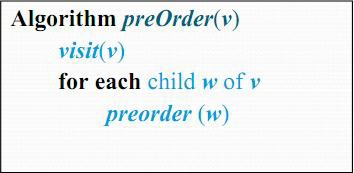 Algorithm preOrder(v)
visit(v)
for each child w of v
preorder (w)